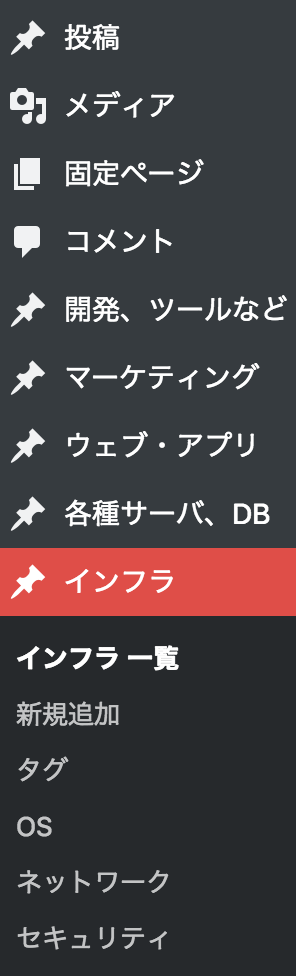 投稿
メディア
固定ページ
コメント
開発、ツールなど
マーケティング
ウェブ・アプリ
各種サーバ、DB
インフラ
インフラ 一覧
新規追加
タグ
OS
ネットワーク
セキュリティ